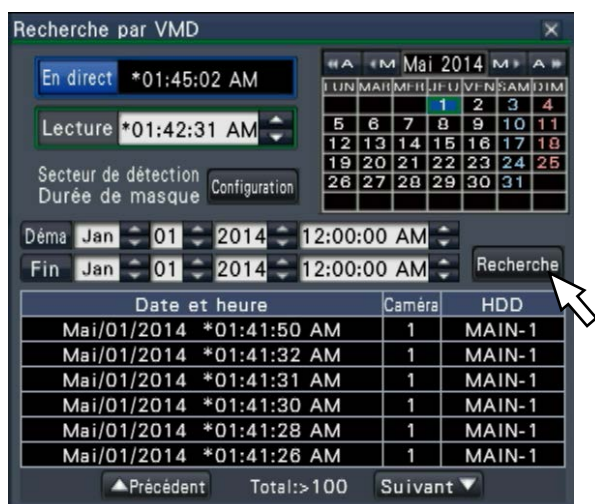 Recherche par VMD ×
En direct *01:45:02 AM
Lecture *01:42:31 AM
Secteur de détection
Durée de masque Configuration
A M Mai 2014 M A
LUN MAR MER JEU VEN SAM DIM
1 2 3 4
5 6 7 8 9 10 11
12 13 14 15 16 17 18
19 20 21 22 23 24 25
26 27 28 29 30 31
Déma Jan 01 2014 12:00:00 AM
Fin Jan 01 2014 12:00:00 AM Recherche
Date et heure Caméra HDD
Mai/01/2014 *01:41:50 AM 1 MAIN-1
Mai/01/2014 *01:41:32 AM 1 MAIN-1
Mai/01/2014 *01:41:31 AM 1 MAIN-1
Mai/01/2014 *01:41:30 AM 1 MAIN-1
Mai/01/2014 *01:41:28 AM 1 MAIN-1
Mai/01/2014 *01:41:26 AM 1 MAIN-1
▲Précédent Total:>100 Suivant▼